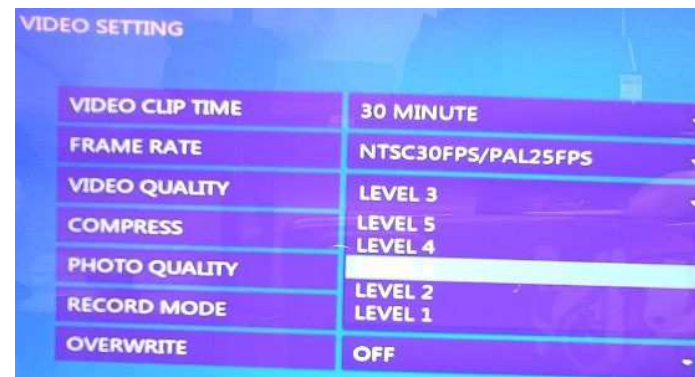 VIDEO SETTING
VIDEO CLIP TIME 30 MINUTE
FRAME RATE NTSC30FPS/PAL25FPS
VIDEO QUALITY LEVEL 3
COMPRESS LEVEL 5
LEVEL 4
PHOTO QUALITY
LEVEL 2
RECORD MODE LEVEL 1
OVERWRITE OFF